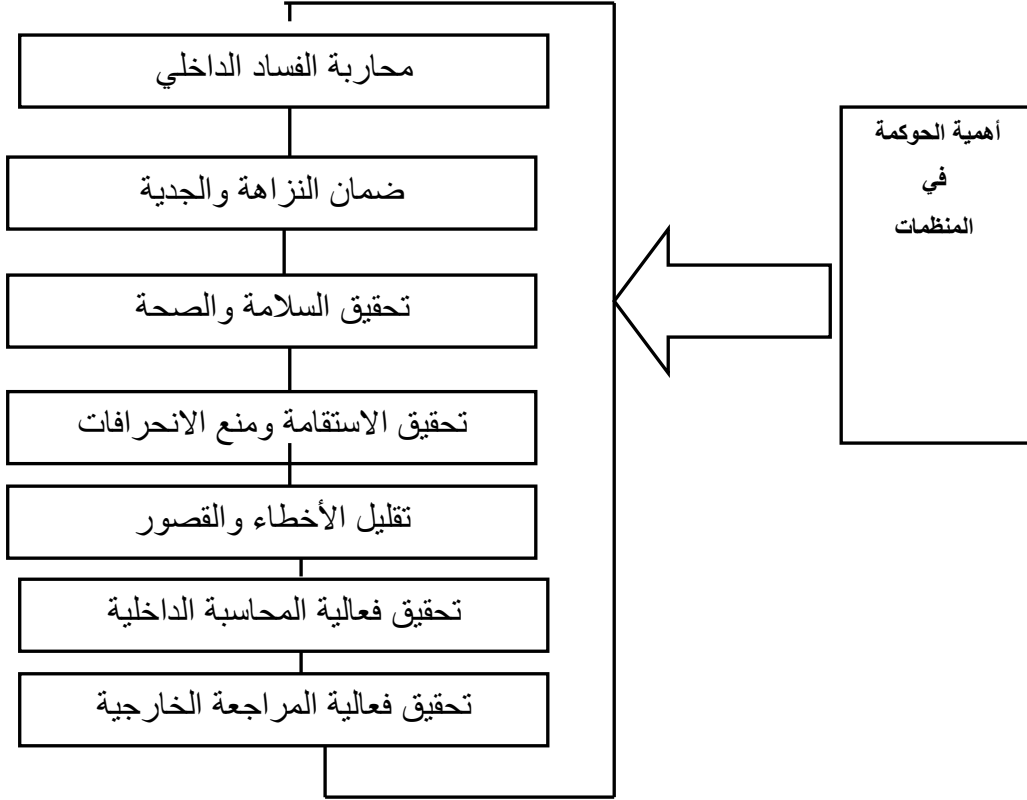 أهمية الحوكمة
في
المنظمات
محاربة الفساد الداخلي
ضمان النزاهة والجدية
تحقيق السلامة والصحة
تحقيق الاستقامة ومنع الانحرافات
تقليل الأخطاء والقصور
تحقيق فعالية المحاسبة الداخلية
تحقيق فعالية المراجعة الخارجية